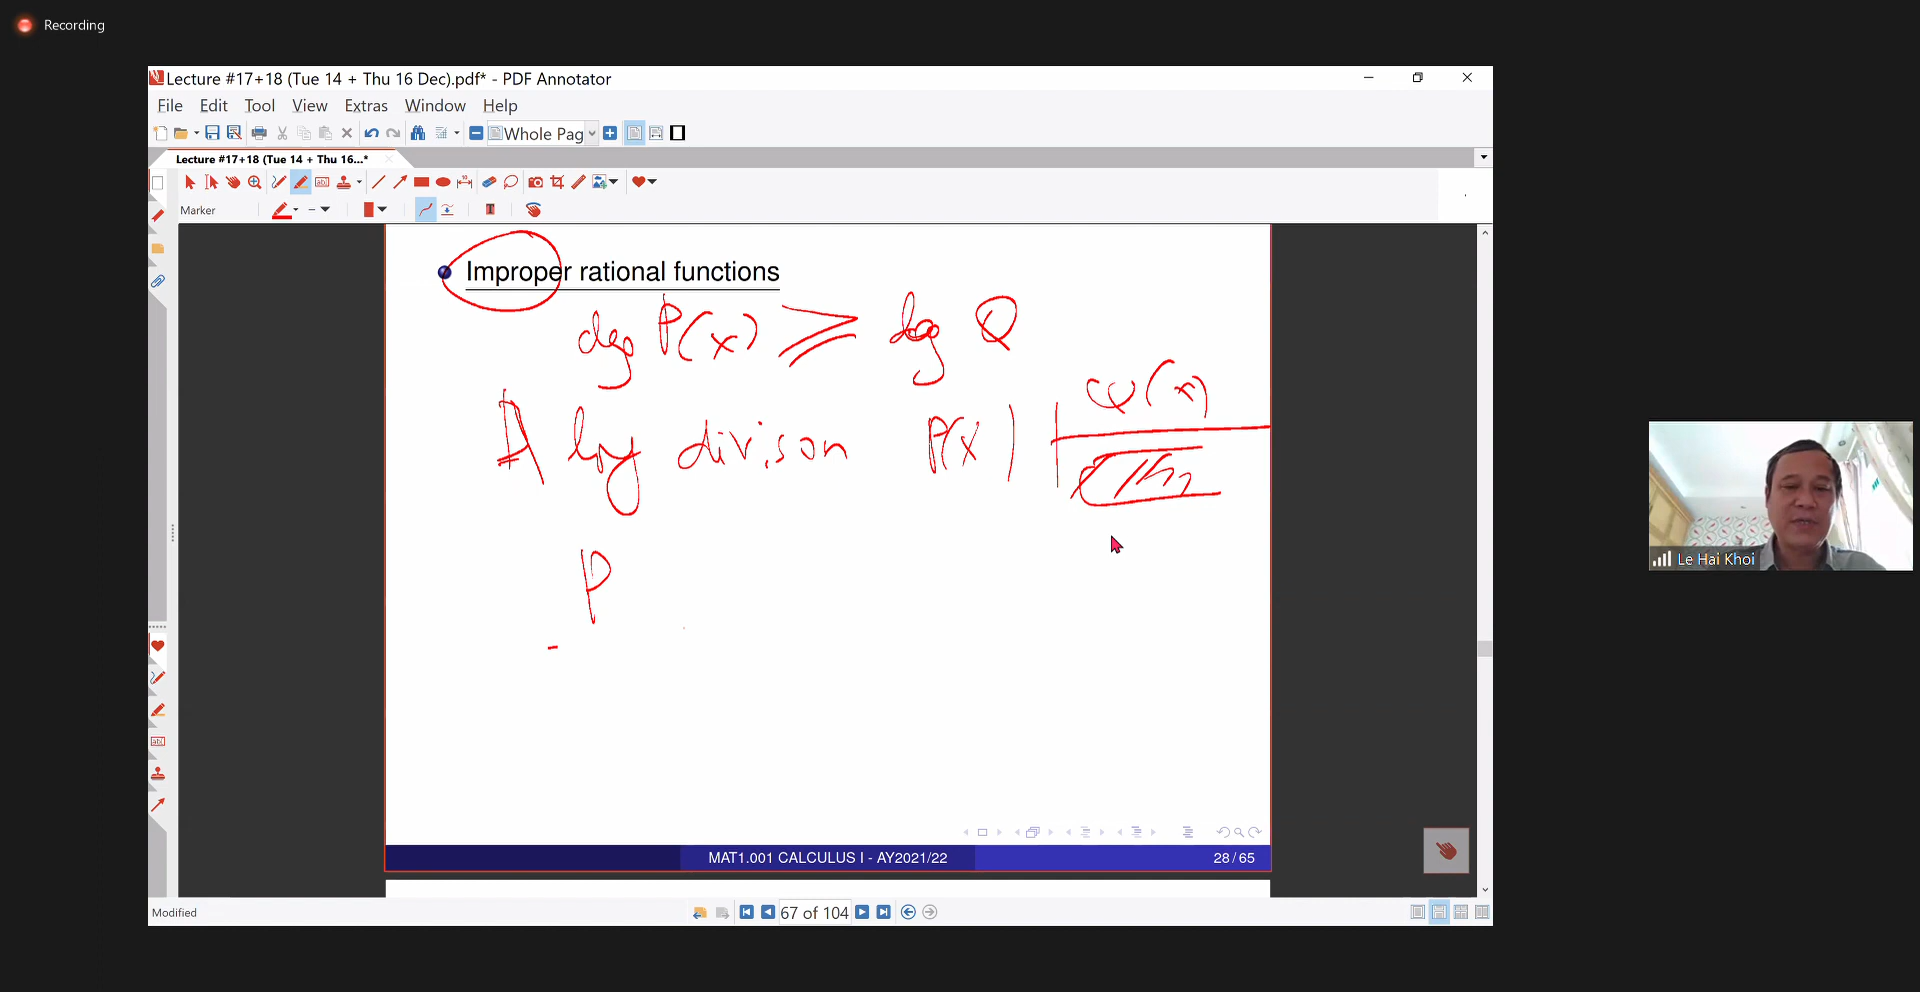 Recording
Lecture #17+18 (Tue 14 + Thu 16 Dec).pdf* - PDF Annotator
File Edit Tool View Extras Window Help
Whole Pag
Lecture #17+18 (Tue 14 + Thu 16...*
Marker
Improper rational functions
deg P(x) ≥ deg Q
divison P(x) Q(x)
P
-
Le Hai Khoi
MAT1.001 CALCULUS I - AY2021/22 28/65
Modified 67 of 104